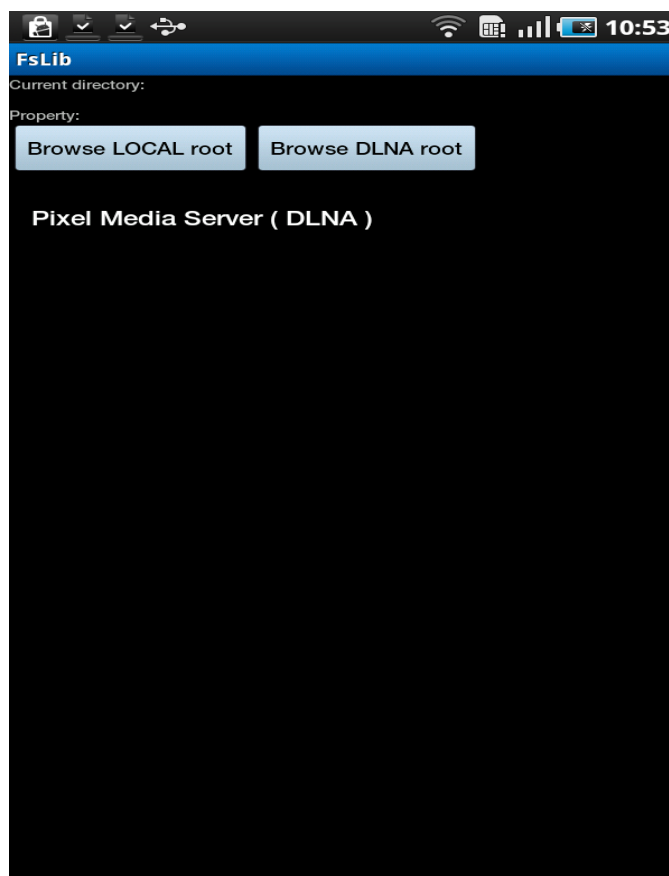 10:53
FsLib
Current directory:
Property:
Browse LOCAL root Browse DLNA root
Pixel Media Server ( DLNA )